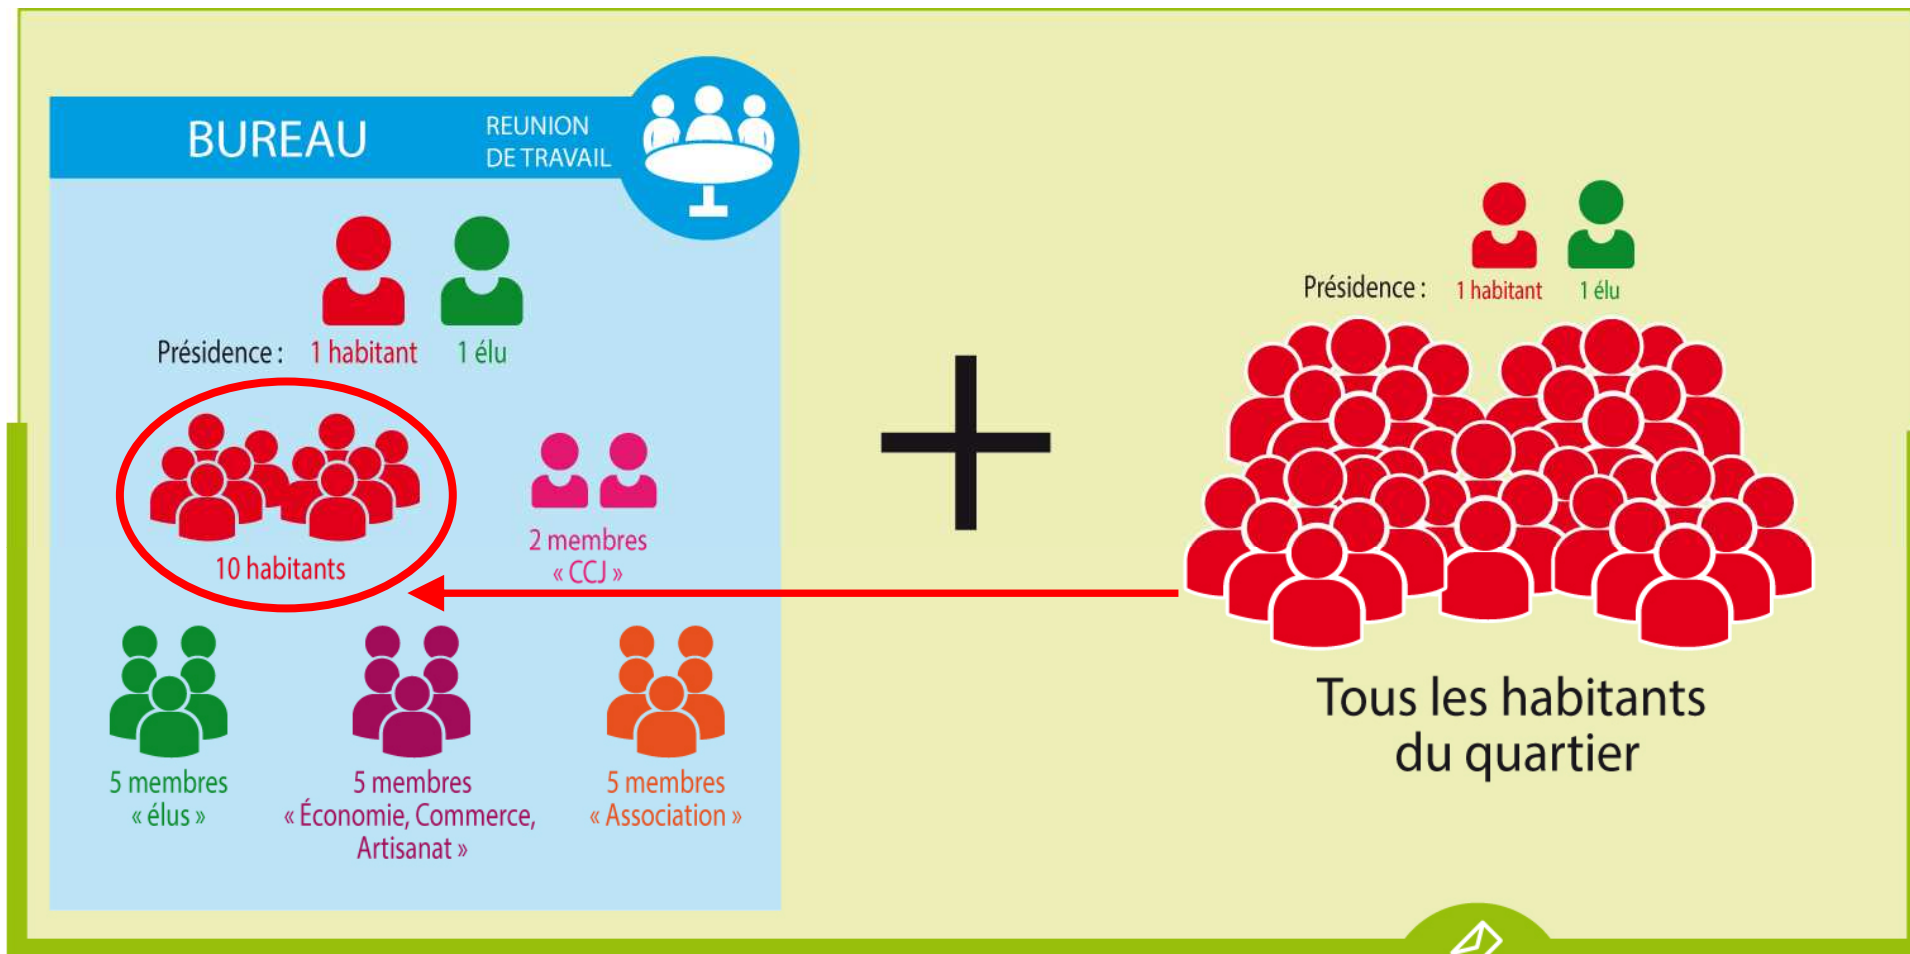 BUREAU
REUNION
DE TRAVAIL
Présidence : 1 habitant 1 élu
10 habitants
2 membres
« CCJ »
5 membres
« élus »
5 membres
« Économie, Commerce,
Artisanat »
5 membres
« Association »
Présidence : 1 habitant 1 élu
Tous les habitants
du quartier